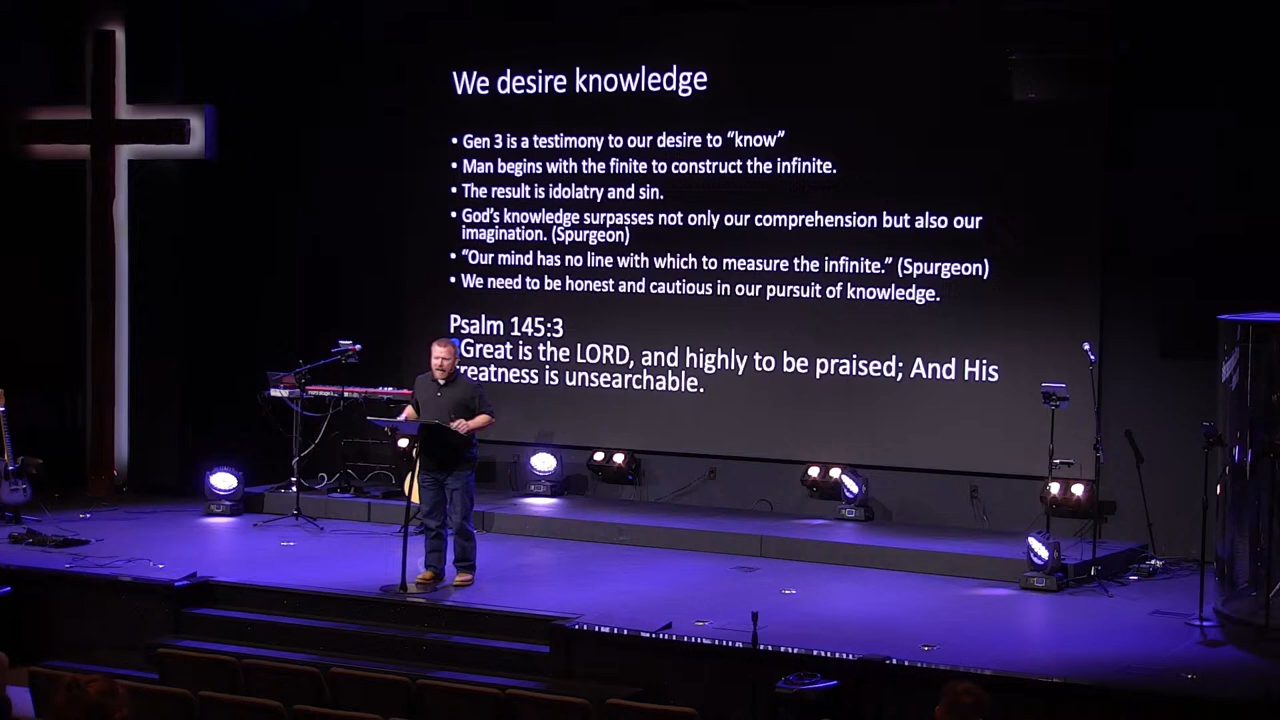 We desire knowledge
• Gen 3 is a testimony to our desire to “know”
• Man begins with the finite to construct the infinite.
• The result is idolatry and sin.
• God’s knowledge surpasses not only our comprehension but also our
imagination. (Spurgeon)
• “Our mind has no line with which to measure the infinite.” (Spurgeon)
• We need to be honest and cautious in our pursuit of knowledge.
Psalm 145:3
Great is the LORD, and highly to be praised; And His
reatness is unsearchable.